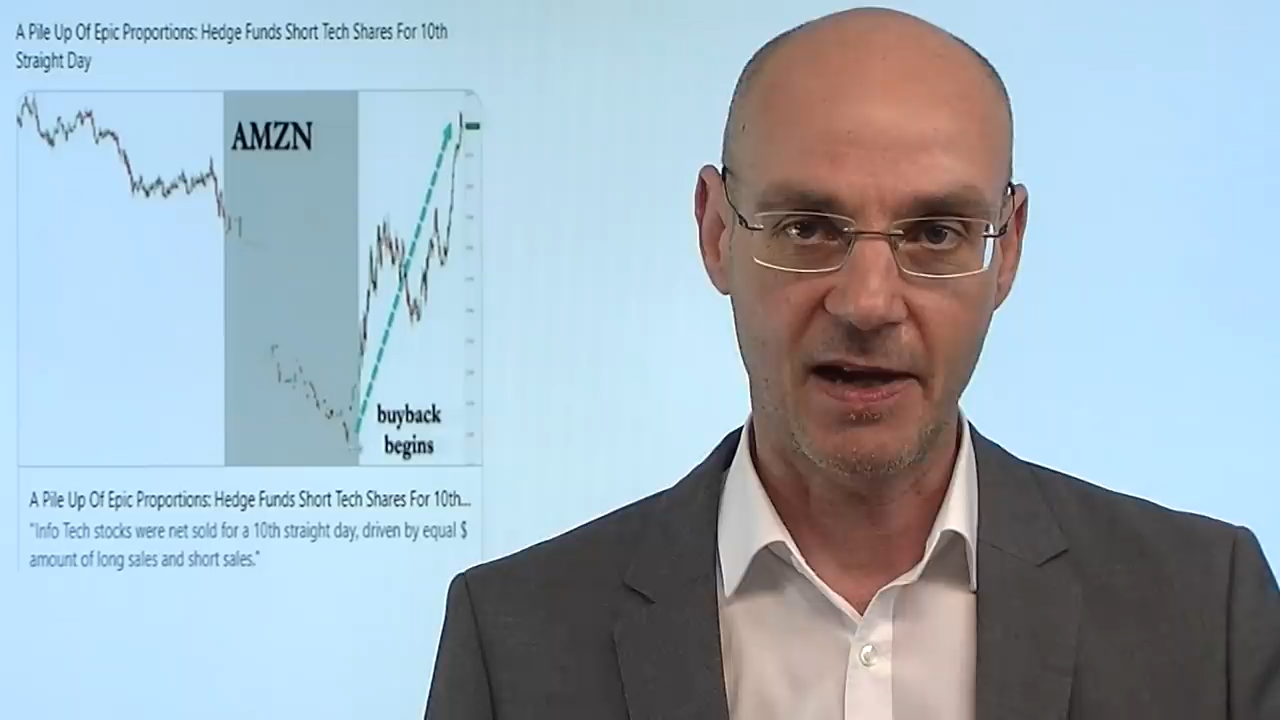 A Pile Up Of Epic Proportions: Hedge Funds Short Tech Shares For 10th
Straight Day
AMZN
buyback
begins
A Pile Up Of Epic Proportions: Hedge Funds Short Tech Shares For 10th...
"Info Tech stocks were net sold for a 10th straight day, driven by equal $
amount of long sales and short sales."